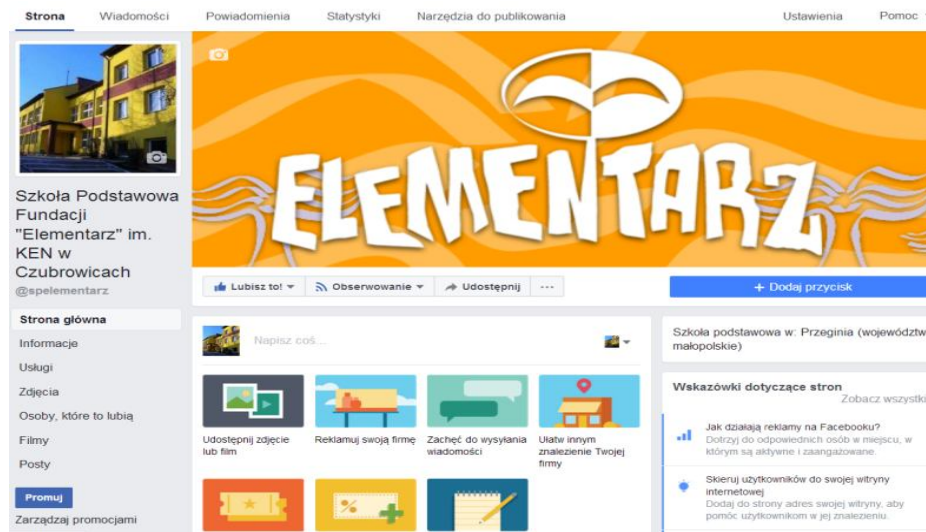 Strona Wiadomości Powiadomienia Statystyki Narzędzia do publikowania Ustawienia Pomoc
ELEMENTARZ
Szkoła Podstawowa
Fundacji
"Elementarz" im.
KEN w
Czubrowicach
@spelementarz
Lubisz to! Obserwowanie Udostępnij ... + Dodaj przycisk
Strona główna
Informacje
Usługi
Zdjęcia
Osoby, które to lubią
Filmy
Posty
Promuj
Zarządzaj promocjami
Napisz coś...
Udostępnij zdjęcie
lub film
Reklamuj swoją firmę
Zachęć do wysyłania
wiadomości
Ułatw innym
znalezienie Twojej
firmy
Szkoła podstawowa w: Przeginia (województw
małopolskie)
Wskazówki dotyczące stron
Zobacz wszystki
Jak działają reklamy na Facebooku?
Dotrzyj do odpowiednich osób w miejscu, w
którym są aktywne i zaangażowane.
Skieruj użytkowników do swojej witryny
internetowej
Dodaj do strony adres swojej witryny, aby
pomóc użytkownikom w jej znalezieniu.